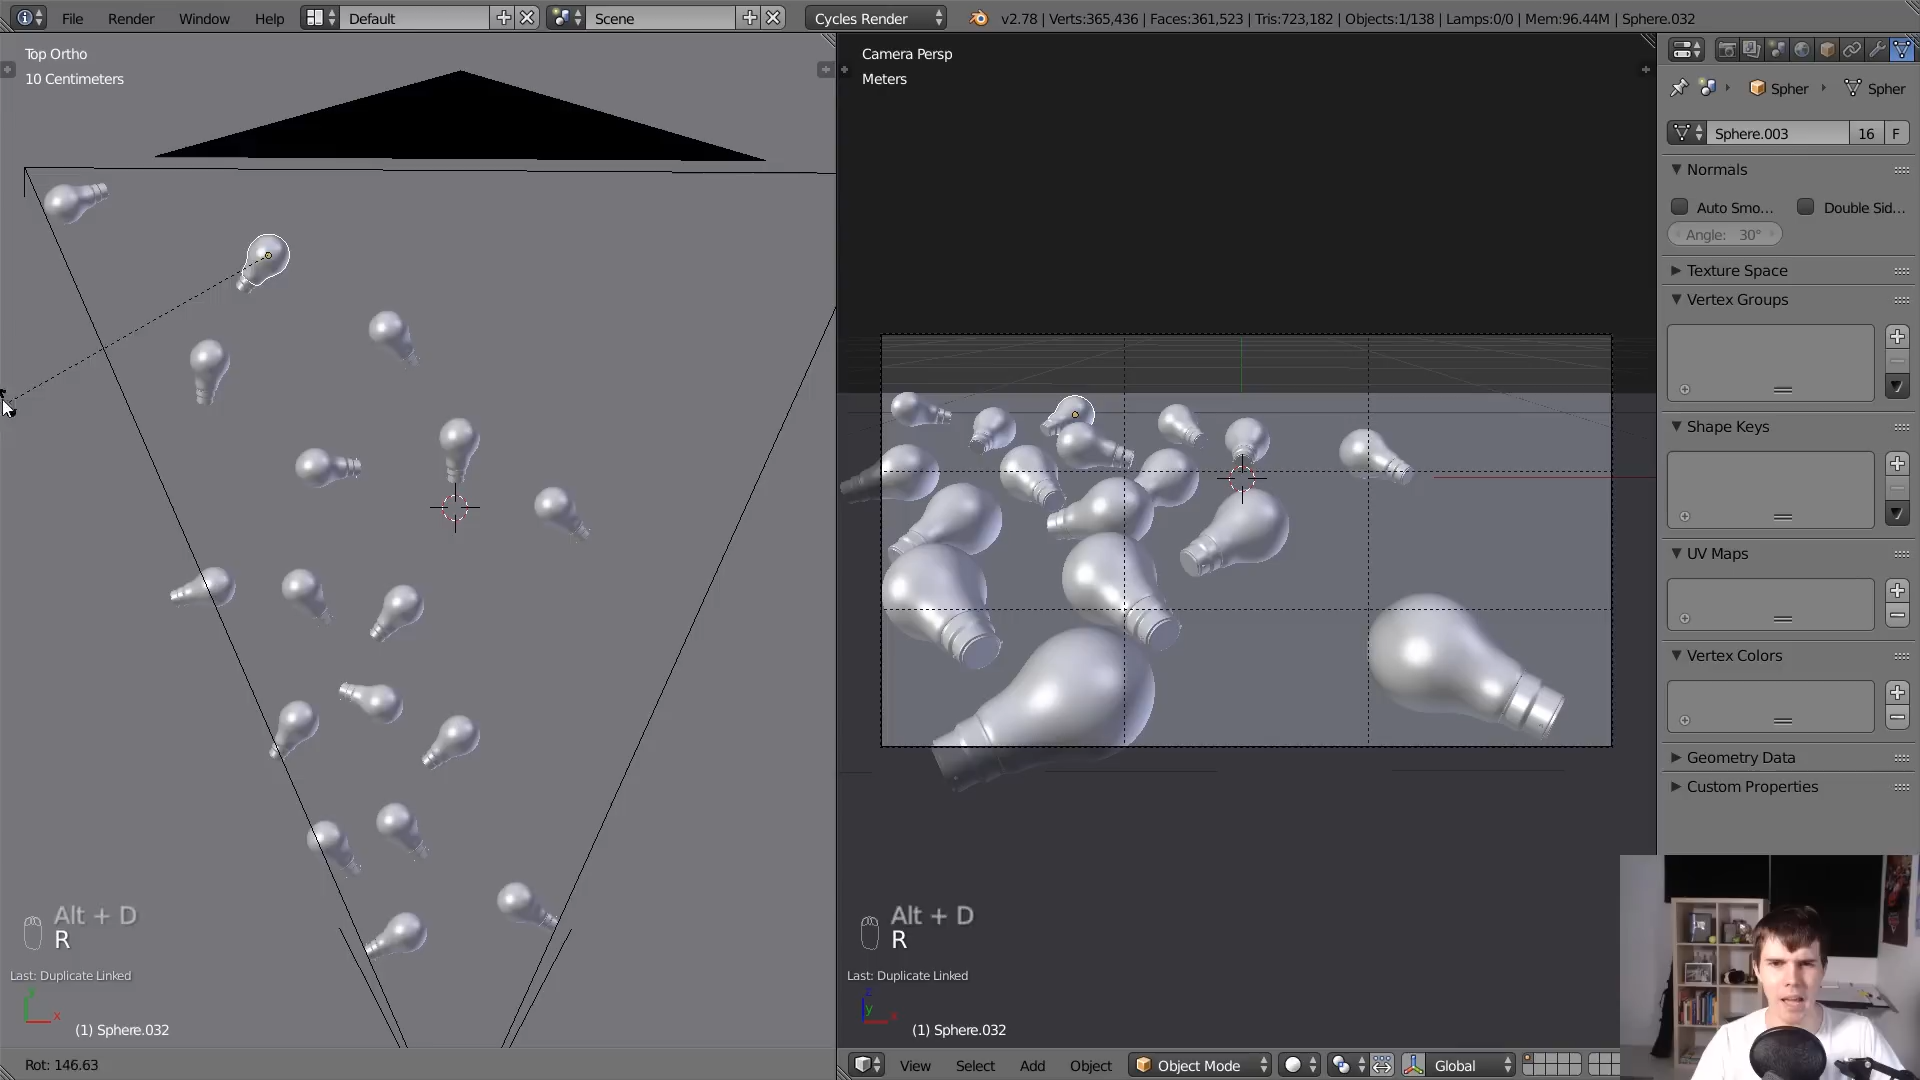 File Render Window Help Default Scene Cycles Render v2.78 | Verts:365,436 | Faces:361,523 | Tris:723,182 | Objects:1/138 | Lamps:0/0 | Mem:96.44M | Sphere.032
Top Ortho
10 Centimeters
Camera Persp
Meters
Spher Spher
Sphere.003 16 F
Normals
Auto Smo... Double Sid...
Angle: 30°
Texture Space
Vertex Groups
Shape Keys
UV Maps
Vertex Colors
Geometry Data
Custom Properties
Alt + D
R
Last: Duplicate Linked
y
x
(1) Sphere.032
Rot: 146.63
Alt + D
R
Last: Duplicate Linked
z
y
x
(1) Sphere.032
View Select Add Object Object Mode Global